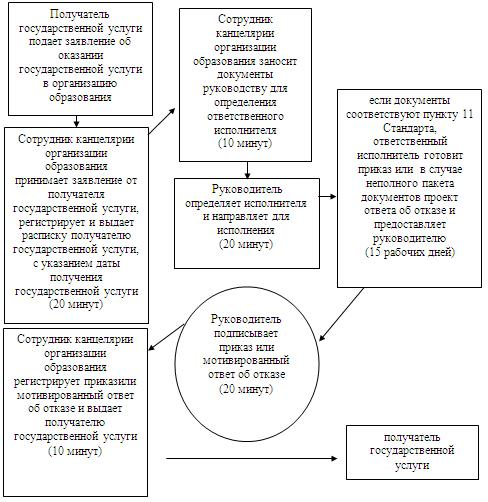 Получатель
государственной услуги
подает заявление об
оказании
государственной услуги
в организацию
образования
Сотрудник канцелярии
организации
образования
принимает заявление от
получателя
государственной услуги,
регистрирует и выдает
расписку получателю
государственной услуги,
с указанием даты
получения
государственной услуги
(20 минут)
Сотрудник
канцелярии
организации
образования заносит
документы
руководству для
определения
ответственного
исполнителя
(10 минут)
Руководитель
определяет исполнителя
и направляет для
исполнения
(20 минут)
если документы
соответствуют пункту 11
Стандарта,
ответственный
исполнитель готовит
приказ или  в случае
неполного пакета
документов проект
ответа об отказе и
предоставляет
руководителю
(15 рабочих дней)
Руководитель
подписывает
приказ или
мотивированный
ответ об отказе
(20 минут)
Сотрудник канцелярии
организации
образования
регистрирует приказили
мотивированный ответ
об отказе и выдает
получателю
государственной услуги
(10 минут)
получатель
государственной
услуги